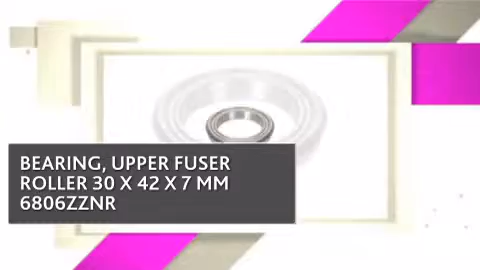 BEARING, UPPER FUSER
ROLLER 30 X 42 X 7 MM
6806ZZNR